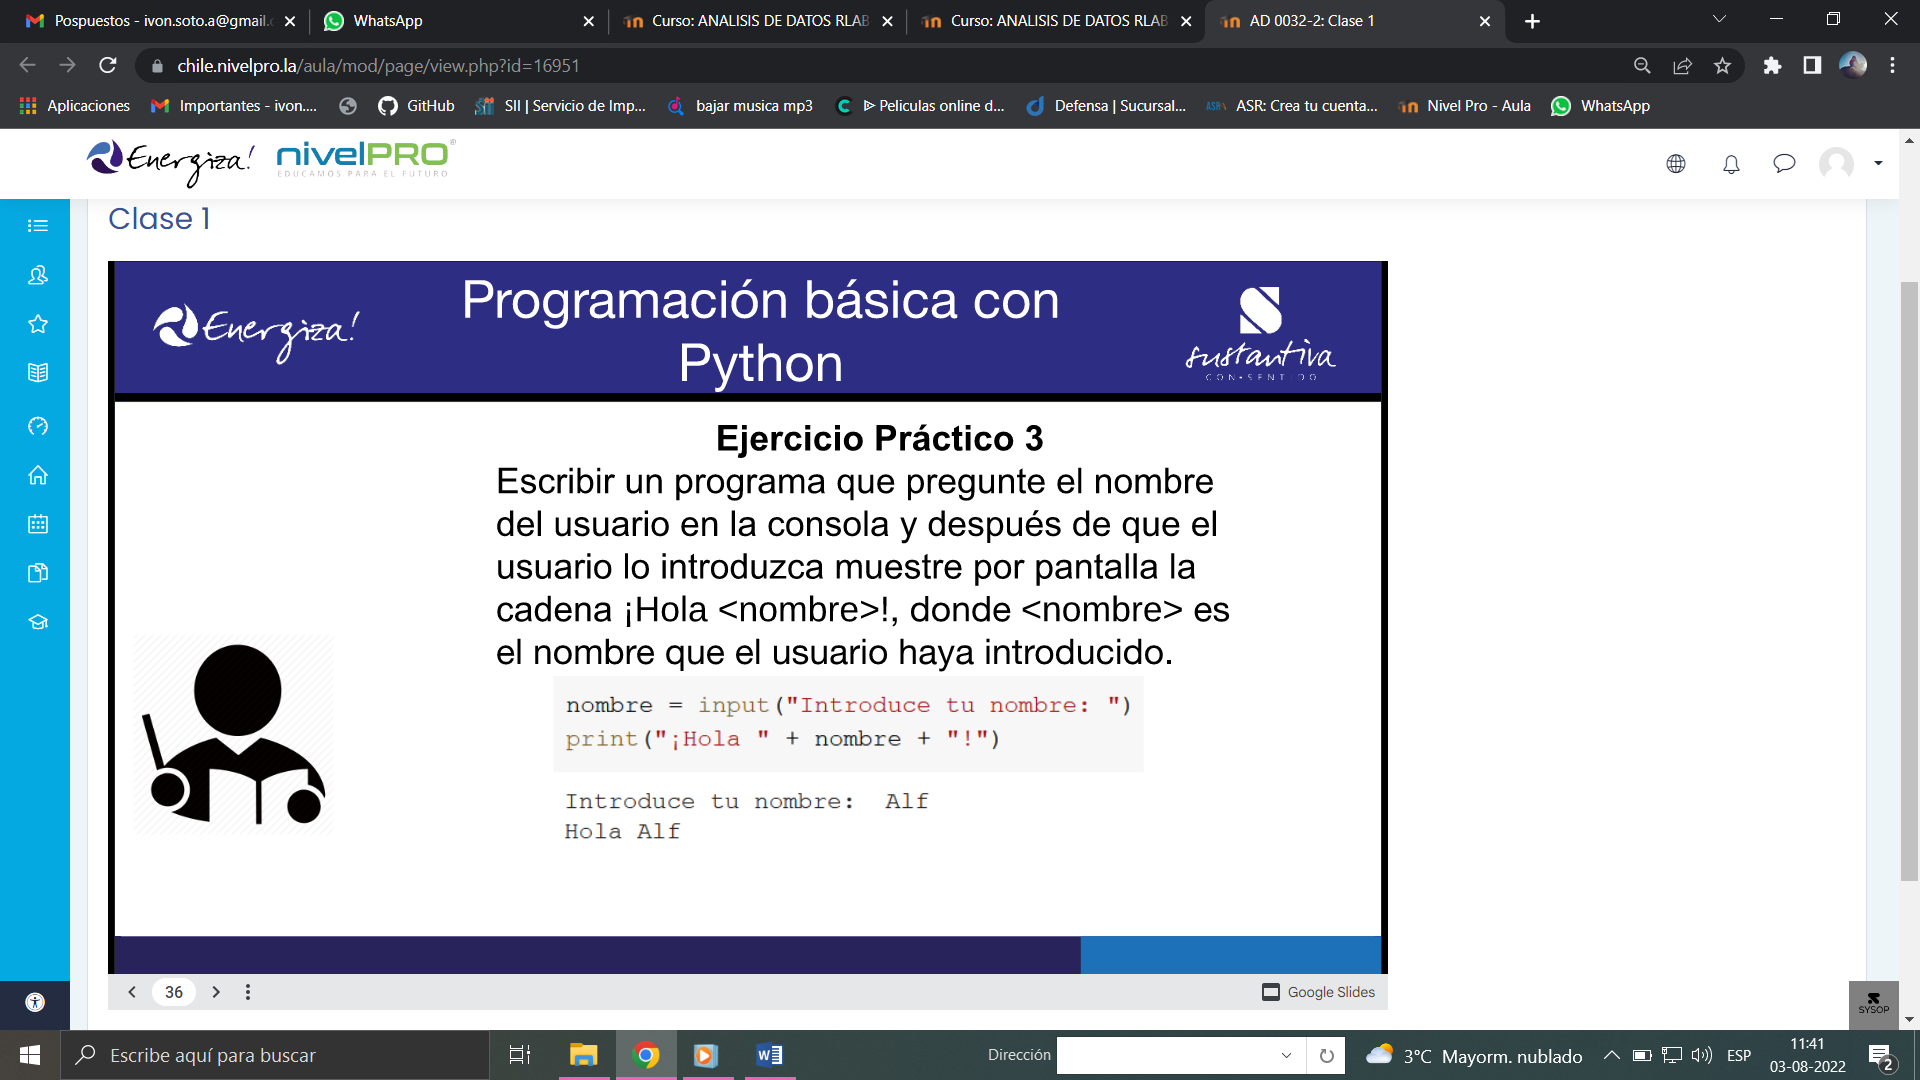 Pospuestos - ivon.soto.a@gmail.c
WhatsApp
Curso: ANALISIS DE DATOS RLAB
Curso: ANALISIS DE DATOS RLAB
AD 0032-2: Clase 1
chile.nivelpro.la/aula/mod/page/view.php?id=16951
Aplicaciones
Importantes - ivon....
GitHub
SII | Servicio de Imp...
bajar musica mp3
Peliculas online d...
Defensa | Sucursal...
ASR
ASR: Crea tu cuenta...
Nivel Pro - Aula
WhatsApp
Energiza!
nivelPRO
EDUCAMOS PARA EL FUTURO
Clase 1
Energiza!
Programación básica con
Python
sustantiva
CON•SENTIDO
Ejercicio Práctico 3
Escribir un programa que pregunte el nombre
del usuario en la consola y después de que el
usuario lo introduzca muestre por pantalla la
cadena ¡Hola <nombre>!, donde <nombre> es
el nombre que el usuario haya introducido.
nombre = input("Introduce tu nombre: ")
print("¡Hola " + nombre + "!")
Introduce tu nombre:  Alf
Hola Alf
36
Google Slides
SYSOP
Escribe aquí para buscar
Dirección
3°C Mayorm. nublado
ESP
11:41
03-08-2022
2